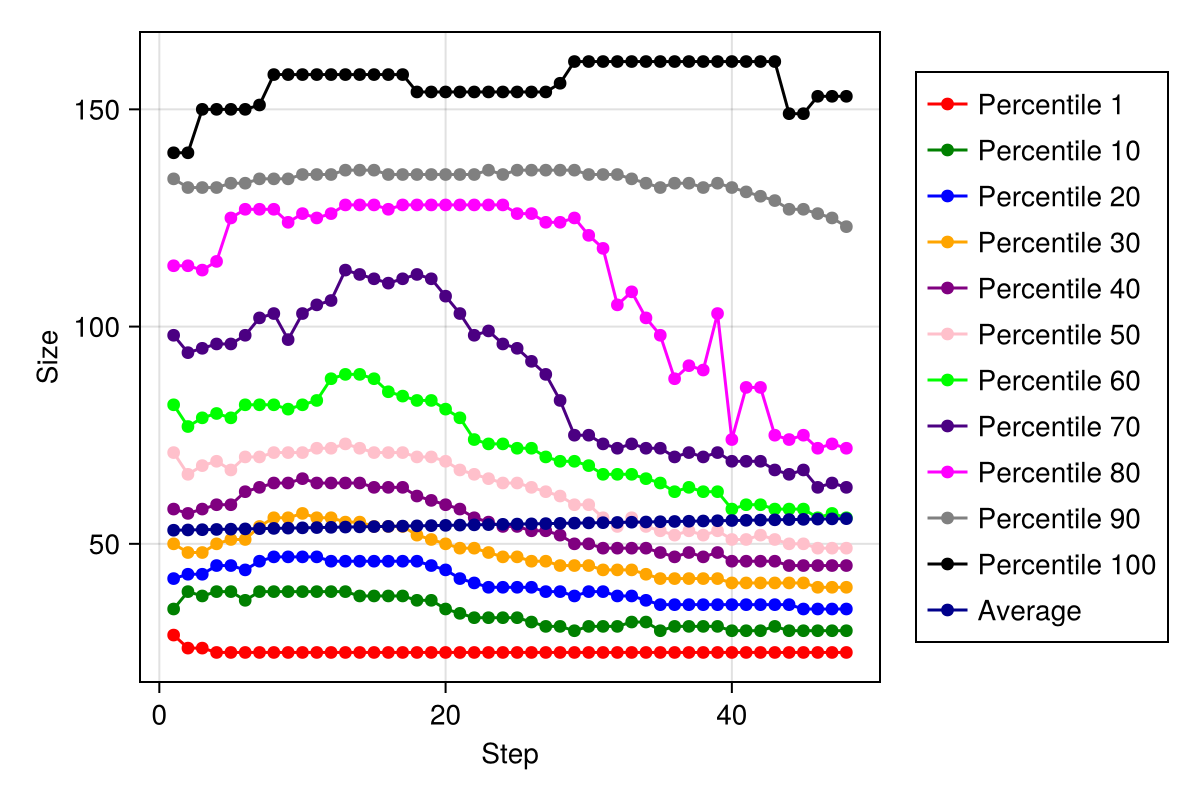 150
100
50
Size
0
20
40
Step
Percentile 1
Percentile 10
Percentile 20
Percentile 30
Percentile 40
Percentile 50
Percentile 60
Percentile 70
Percentile 80
Percentile 90
Percentile 100
Average